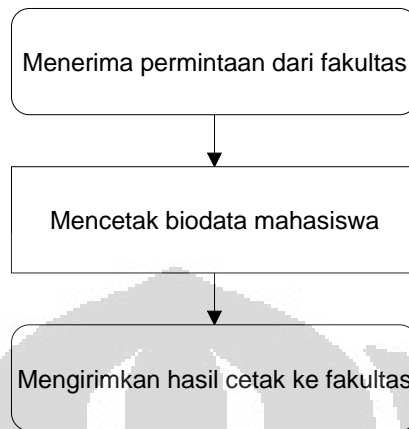 Menerima permintaan dari fakultas
Mencetak biodata mahasiswa
Mengirimkan hasil cetak ke fakultas